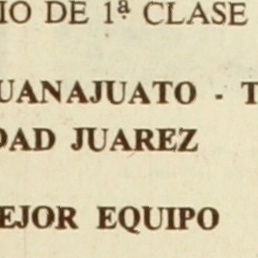 IO DE 1ª CLASE
UANAJUATO - T
DAD JUAREZ
EJOR EQUIPO